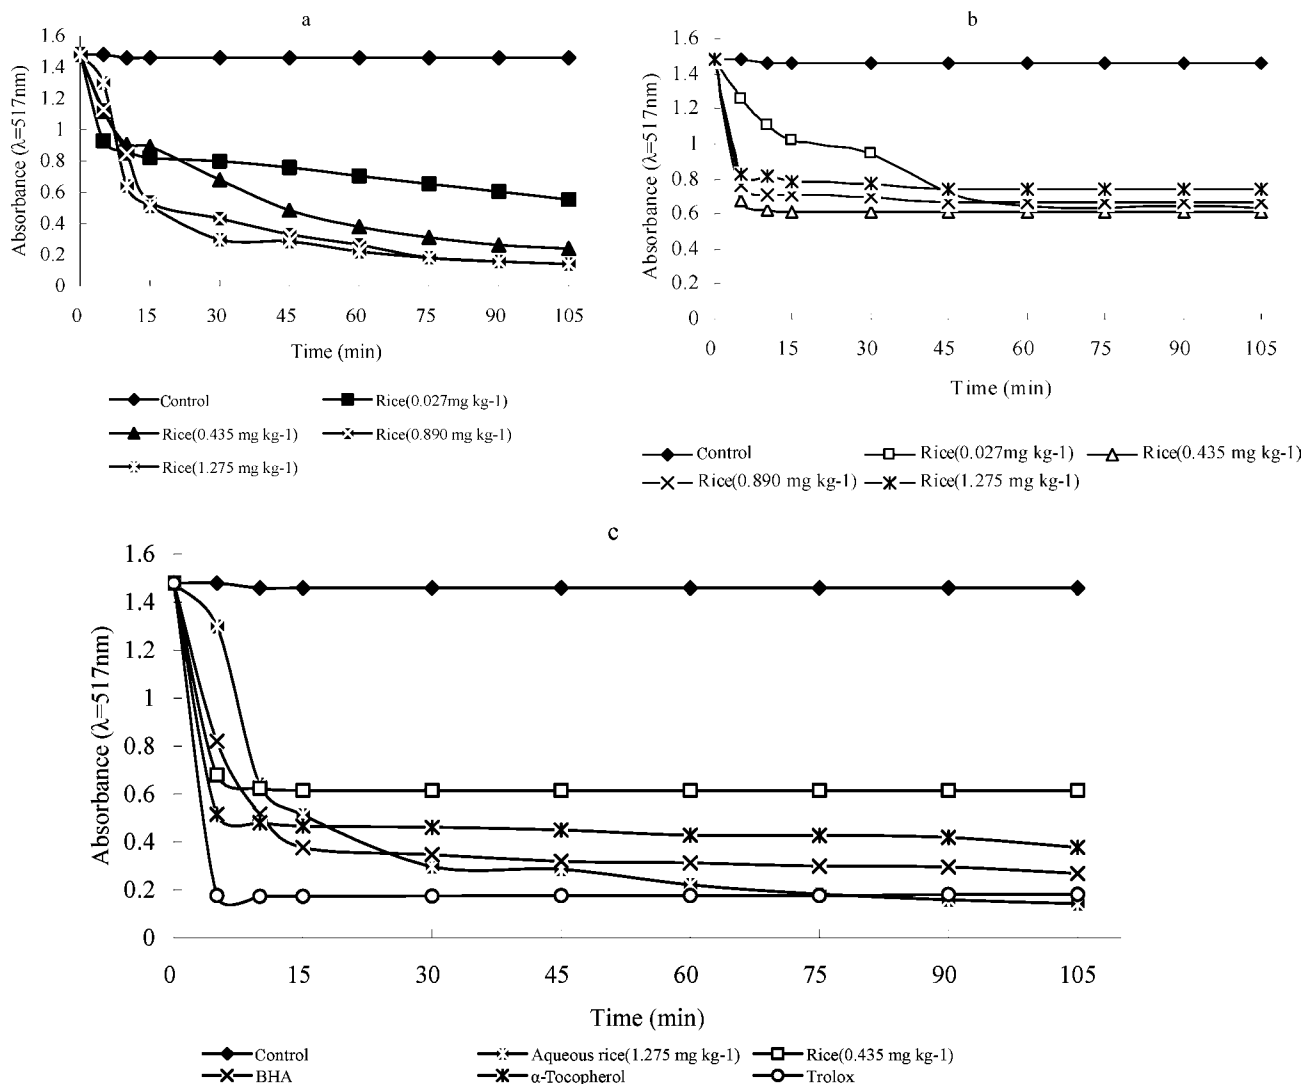 a
Absorbance (λ=517nm)
1.6
1.4
1.2
1
0.8
0.6
0.4
0.2
0
0 15 30 45 60 75 90 105
Time (min)
Control Rice(0.027mg kg-1)
Rice(0.435 mg kg-1) Rice(0.890 mg kg-1)
Rice(1.275 mg kg-1)
b
Absorbance (λ=517nm)
1.6
1.4
1.2
1
0.8
0.6
0.4
0.2
0
0 15 30 45 60 75 90 105
Time (min)
Control Rice(0.027mg kg-1) Rice(0.435 mg kg-1)
Rice(0.890 mg kg-1) Rice(1.275 mg kg-1)
c
Absorbance (λ=517nm)
1.6
1.4
1.2
1
0.8
0.6
0.4
0.2
0
0 15 30 45 60 75 90 105
Time (min)
Control Aqueous rice(1.275 mg kg-1) Rice(0.435 mg kg-1)
BHA α-Tocopherol Trolox